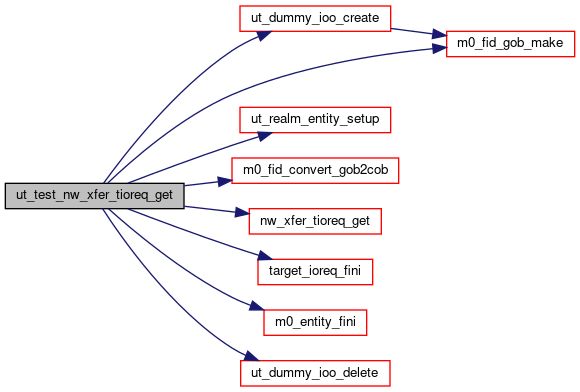 ut_test_nw_xfer_tioreq_get
ut_dummy_ioo_create
m0_fid_gob_make
ut_realm_entity_setup
m0_fid_convert_gob2cob
nw_xfer_tioreq_get
target_ioreq_fini
m0_entity_fini
ut_dummy_ioo_delete